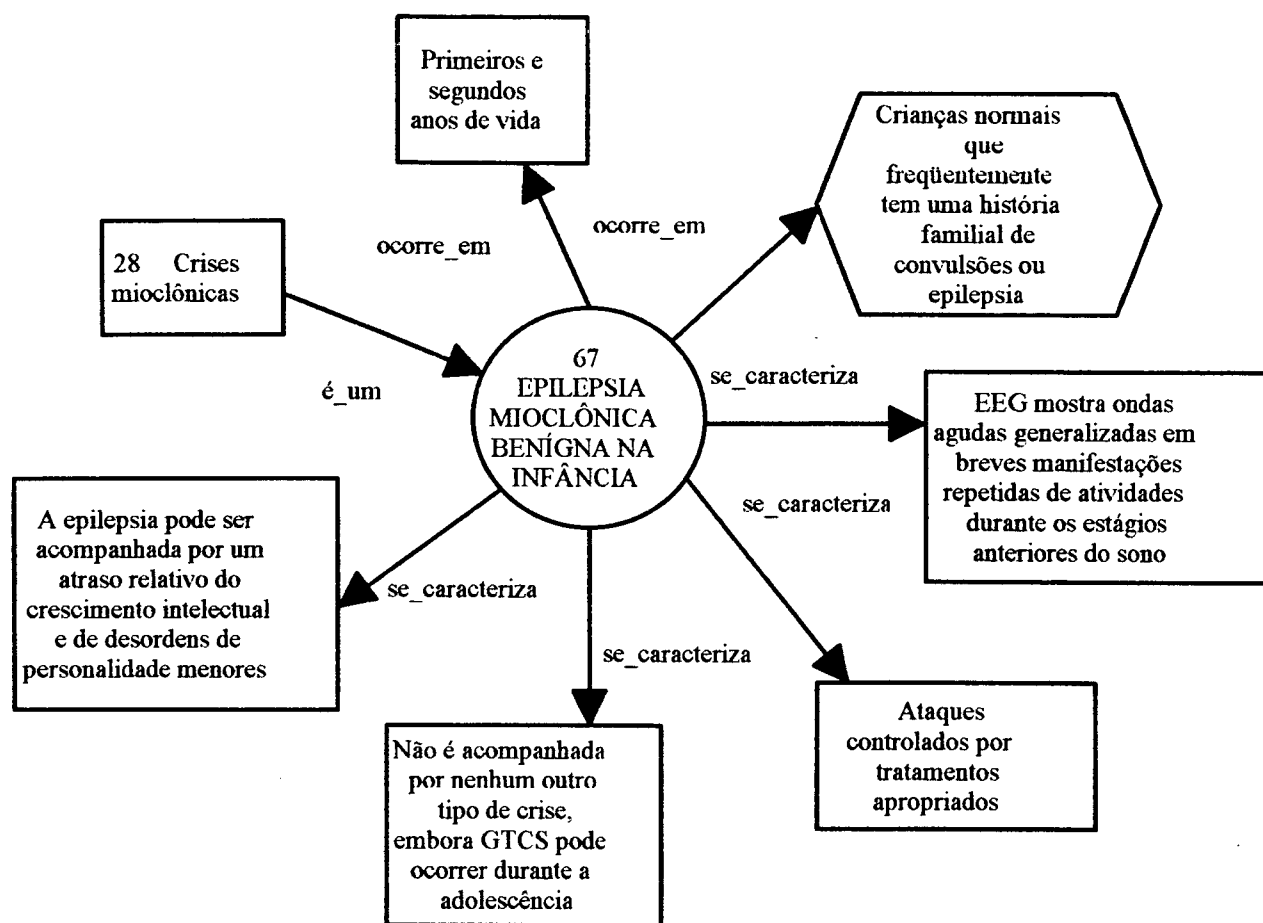 Primeiros e
segundos
anos de vida
Crianças normais
que
freqüentemente
tem uma história
familial de
convulsões ou
epilepsia
ocorre_em
ocorre_em
28 Crises
mioclônicas
é_um
67
EPILEPSIA
MIOCLÔNICA
BENÍGNA NA
INFÂNCIA
se_caracteriza
EEG mostra ondas
agudas generalizadas em
breves manifestações
repetidas de atividades
durante os estágios
anteriores do sono
se_caracteriza
A epilepsia pode ser
acompanhada por um
atraso relativo do
crescimento intelectual
e de desordens de
personalidade menores
se_caracteriza
se_caracteriza
Não é acompanhada
por nenhum outro
tipo de crise,
embora GTCS pode
ocorrer durante a
adolescência
Ataques
controlados por
tratamentos
apropriados